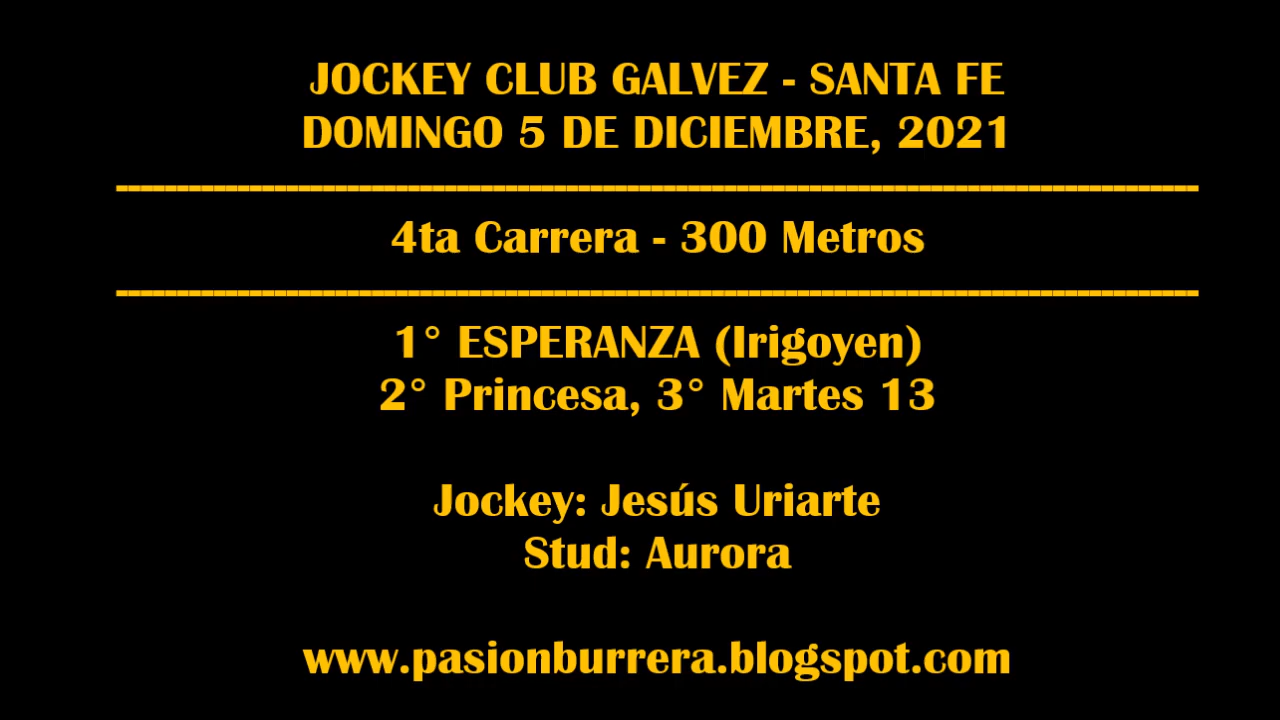 JOCKEY CLUB GALVEZ - SANTA FE
DOMINGO 5 DE DICIEMBRE, 2021
4ta Carrera - 300 Metros
1° ESPERANZA (Irigoyen)
2° Princesa, 3° Martes 13
Jockey: Jesús Uriarte
Stud: Aurora
www.pasionburrera.blogspot.com